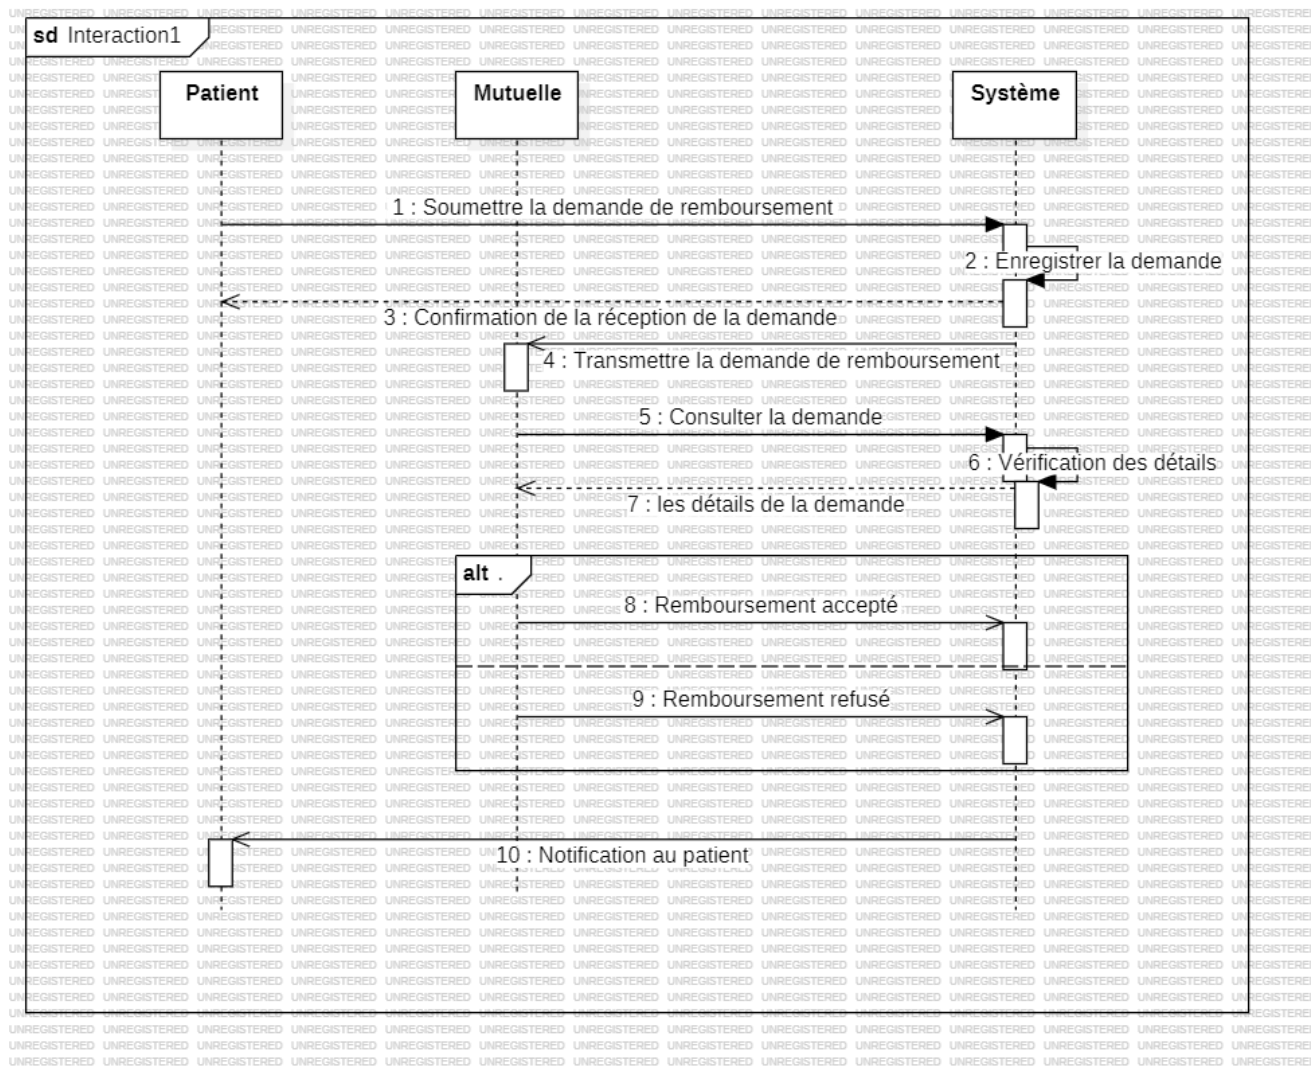 sd Interaction1
Patient
Mutuelle
Système
1 : Soumettre la demande de remboursement
2 : Enregistrer la demande
3 : Confirmation de la réception de la demande
4 : Transmettre la demande de remboursement
5 : Consulter la demande
6 : Vérification des détails
7 : les détails de la demande
alt .
8 : Remboursement accepté
9 : Remboursement refusé
10 : Notification au patient
UNREGISTERED